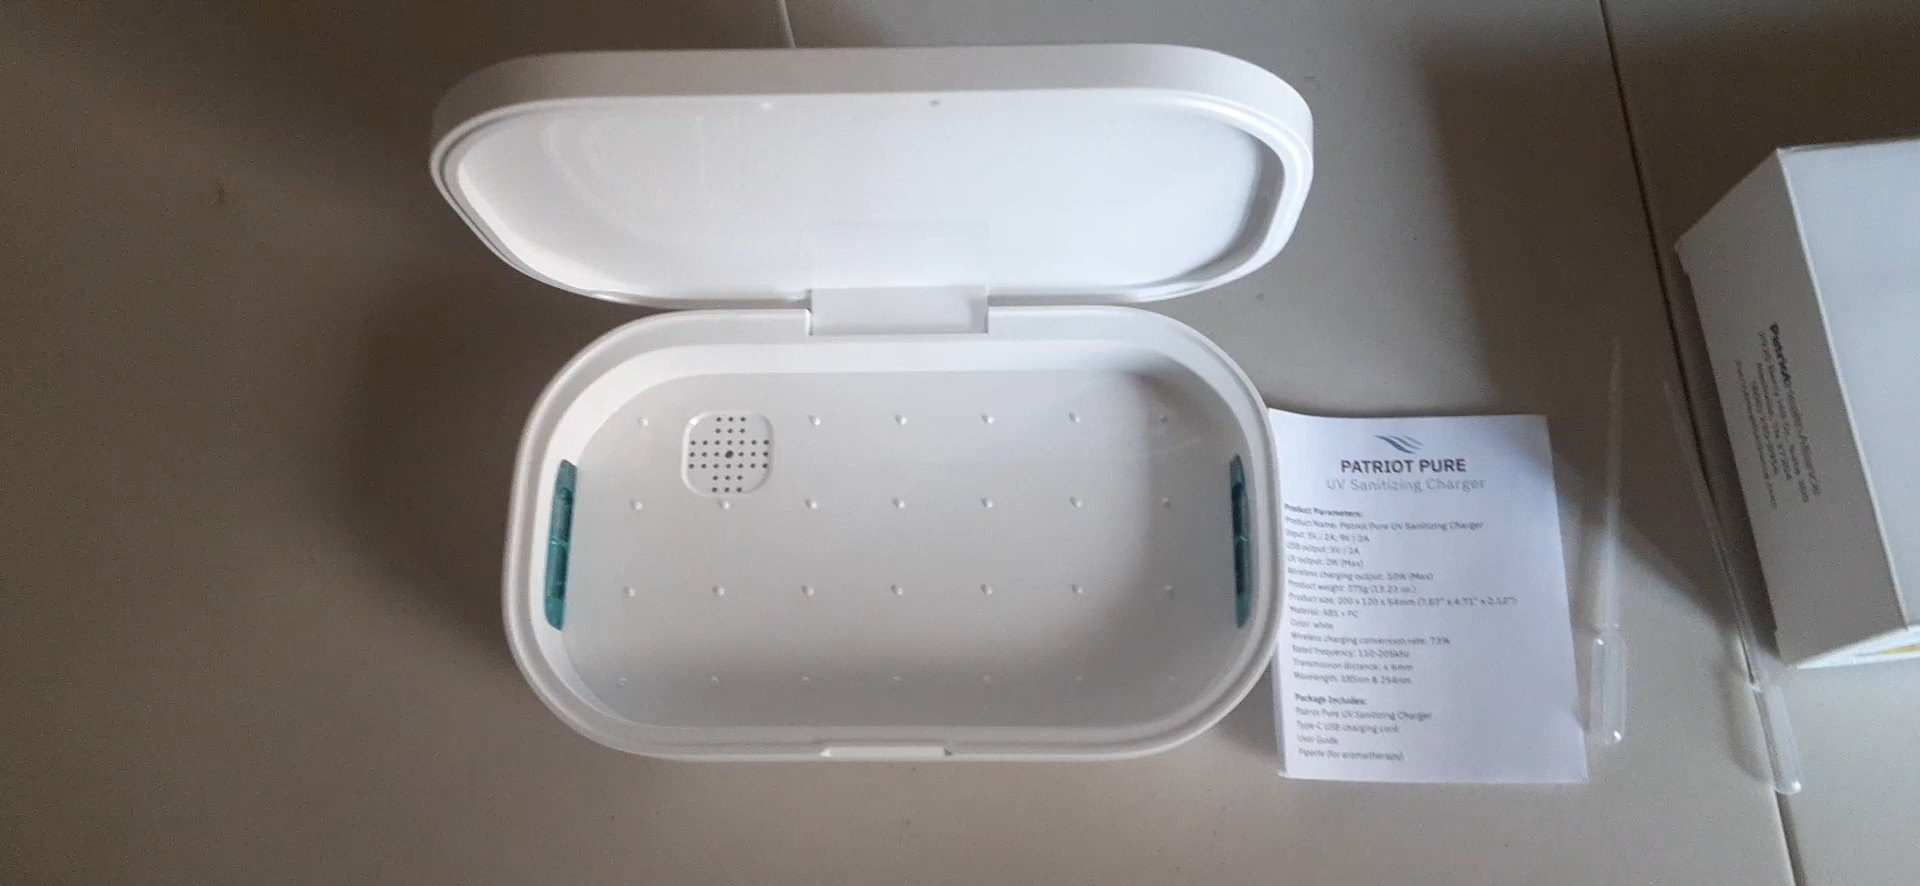 PATRIOT PURE
UV Sanitizing Charger
Product Parameters:
Product Name: Patriot Pure UV Sanitizing Charger
Input: 5V / 2A, 9V / 2A
USB output: 5V / 2A
UV output: 2W (Max)
Wireless charging output: 10W (Max)
Product weight: 375g (13.23 oz.)
Product size: 200 x 120 x 54mm (7.87" x 4.71" x 2.12")
Material: ABS + PC
Color: white
Wireless charging conversion rate: 73%
Rated frequency: 110-205khz
Transmission distance: ≤ 6mm
Wavelength: 185nm & 254nm
Package Includes:
Patriot Pure UV Sanitizing Charger
Type-C USB charging cord
User Guide
Pipette (for aromatherapy)